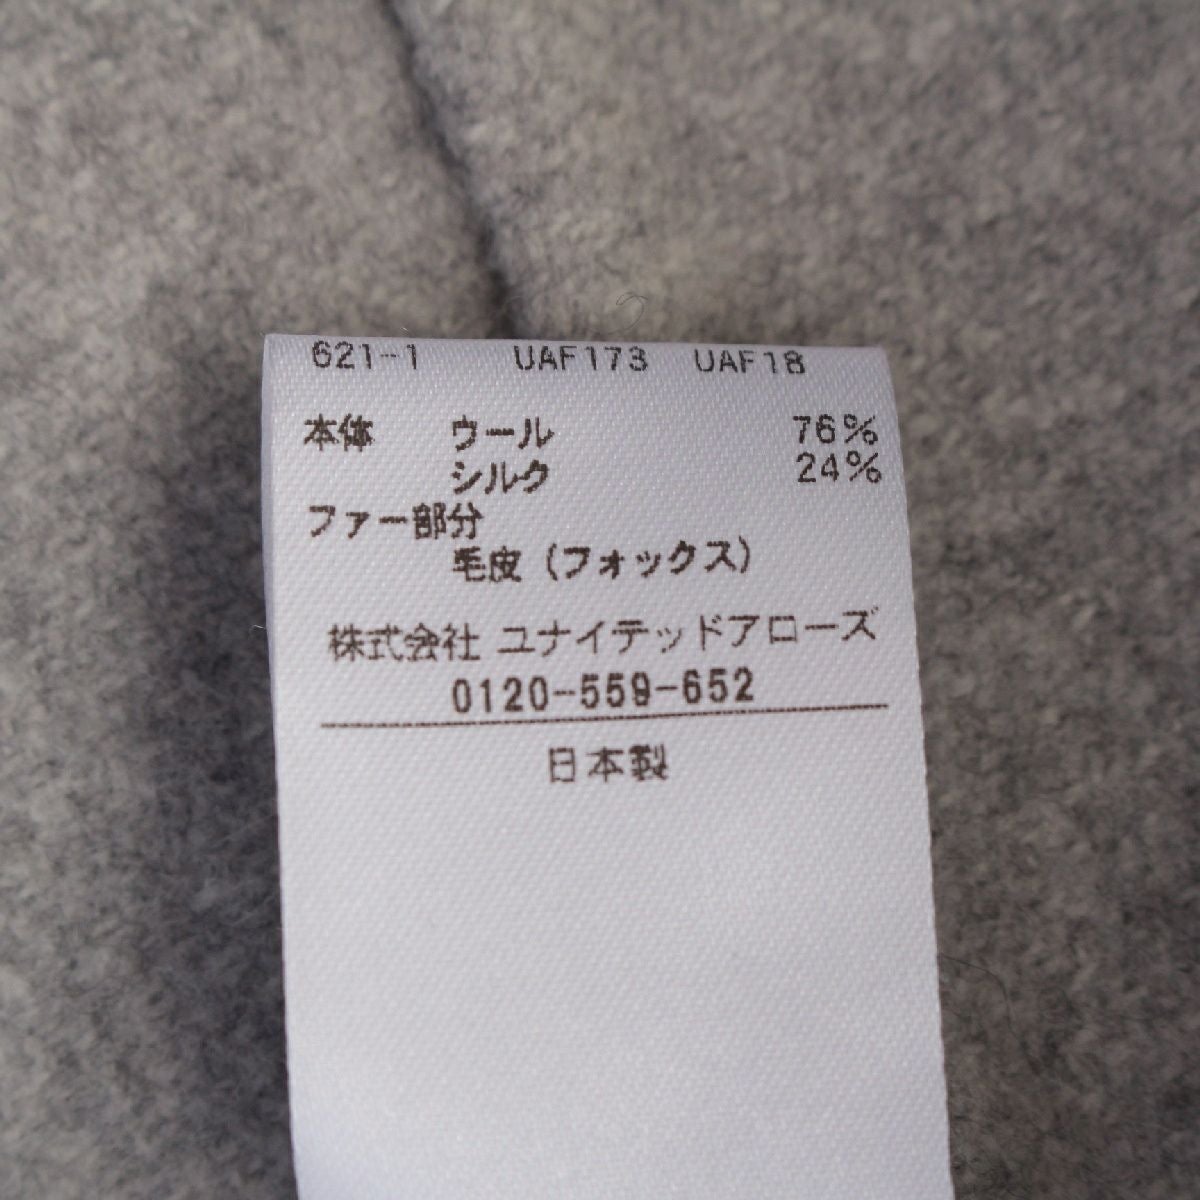 621-1 UAF173 UAF18
本体 ウール 76%
シルク 24%
ファー部分
毛皮（フォックス）
株式会社 ユナイテッドアローズ
0120-559-652
日本製